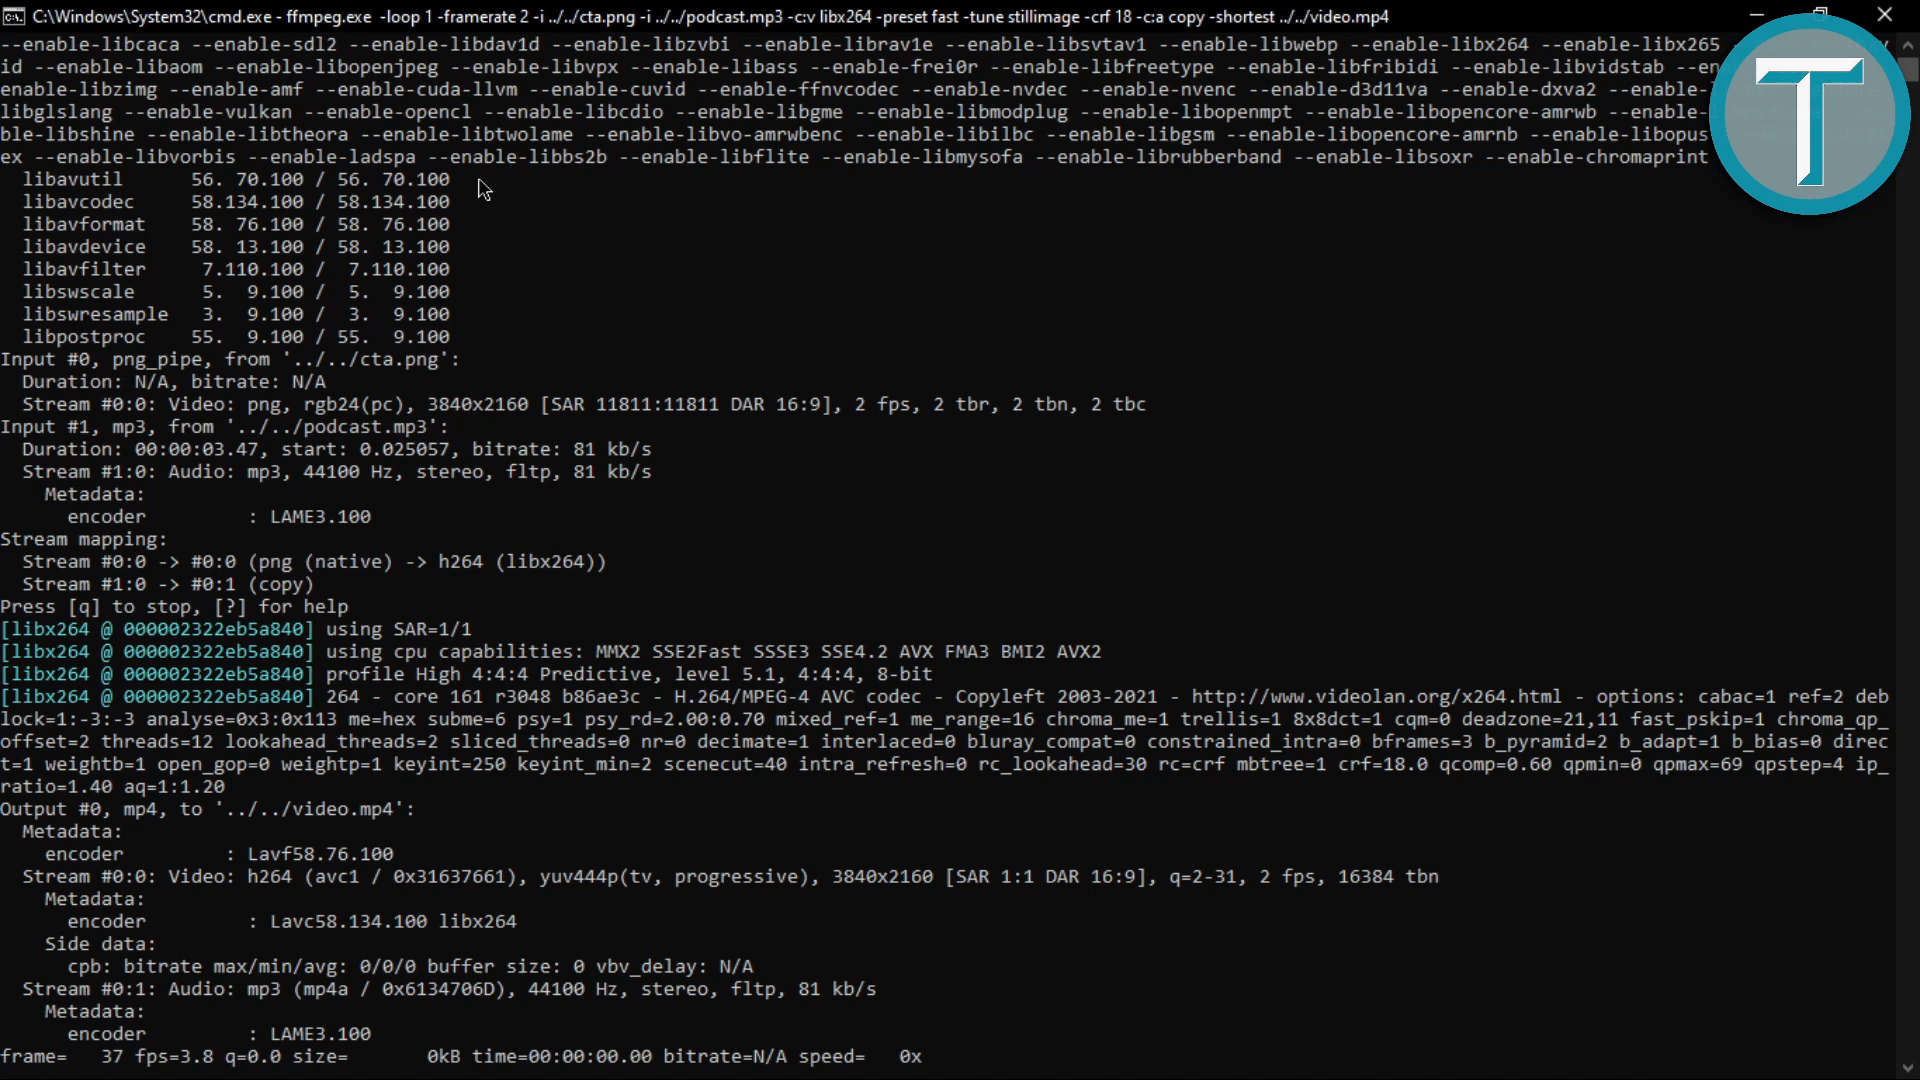 C:\Windows\System32\cmd.exe - ffmpeg.exe -loop 1 -framerate 2 -i ../../cta.png -i ../../podcast.mp3 -c:v libx264 -preset fast -tune stillimage -crf 18 -c:a copy -shortest ../../video.mp4
--enable-libcaca --enable-sdl2 --enable-libdav1d --enable-libzvbi --enable-librav1e --enable-libsvtav1 --enable-libwebp --enable-libx264 --enable-libx265
id --enable-libaom --enable-libopenjpeg --enable-libvpx --enable-libass --enable-frei0r --enable-libfreetype --enable-libfribidi --enable-libvidstab
enable-libzimg --enable-amf --enable-cuda-llvm --enable-cuvid --enable-ffnvcodec --enable-nvdec --enable-nvenc --enable-d3d11va --enable-dxva2 --enable-
libglslang --enable-vulkan --enable-opencl --enable-libcdio --enable-libgme --enable-libmodplug --enable-libopenmpt --enable-libopencore-amrwb --enable-
ble-libshine --enable-libtheora --enable-libtwolame --enable-libvo-amrwbenc --enable-libilbc --enable-libgsm --enable-libopencore-amrnb --enable-libopus
ex --enable-libvorbis --enable-ladspa --enable-libbs2b --enable-libflite --enable-libmysofa --enable-librubberband --enable-libsoxr --enable-chromaprint
T
libavutil 56. 70.100 / 56. 70.100
libavcodec 58.134.100 / 58.134.100
libavformat 58. 76.100 / 58. 76.100
libavdevice 58. 13.100 / 58. 13.100
libavfilter 7.110.100 / 7.110.100
libswscale 5. 9.100 / 5. 9.100
libswresample 3. 9.100 / 3. 9.100
libpostproc 55. 9.100 / 55. 9.100
Input #0, png_pipe, from '../../cta.png':
Duration: N/A, bitrate: N/A
Stream #0:0: Video: png, rgb24(pc), 3840x2160 [SAR 11811:11811 DAR 16:9], 2 fps, 2 tbr, 2 tbn, 2 tbc
Input #1, mp3, from '../../podcast.mp3':
Duration: 00:00:03.47, start: 0.025057, bitrate: 81 kb/s
Stream #1:0: Audio: mp3, 44100 Hz, stereo, fltp, 81 kb/s
Metadata:
encoder : LAME3.100
Stream mapping:
Stream #0:0 -> #0:0 (png (native) -> h264 (libx264))
Stream #1:0 -> #0:1 (copy)
Press [q] to stop, [?] for help
[libx264 @ 000002322eb5a840] using SAR=1/1
[libx264 @ 000002322eb5a840] using cpu capabilities: MMX2 SSE2Fast SSSE3 SSE4.2 AVX FMA3 BMI2 AVX2
[libx264 @ 000002322eb5a840] profile High 4:4:4 Predictive, level 5.1, 4:4:4, 8-bit
[libx264 @ 000002322eb5a840] 264 - core 161 r3048 b86ae3c - H.264/MPEG-4 AVC codec - Copyleft 2003-2021 - http://www.videolan.org/x264.html - options: cabac=1 ref=2 deb
lock=1:-3:-3 analyse=0x3:0x113 me=hex subme=6 psy=1 psy_rd=2.00:0.70 mixed_ref=1 me_range=16 chroma_me=1 trellis=1 8x8dct=1 cqm=0 deadzone=21,11 fast_pskip=1 chroma_qp_
offset=2 threads=12 lookahead_threads=2 sliced_threads=0 nr=0 decimate=1 interlaced=0 bluray_compat=0 constrained_intra=0 bframes=3 b_pyramid=2 b_adapt=1 b_bias=0 direc
t=1 weightb=1 open_gop=0 weightp=1 keyint=250 keyint_min=2 scenecut=40 intra_refresh=0 rc_lookahead=30 rc=crf mbtree=1 crf=18.0 qcomp=0.60 qpmin=0 qpmax=69 qpstep=4 ip_
ratio=1.40 aq=1:1.20
Output #0, mp4, to '../../video.mp4':
Metadata:
encoder : Lavf58.76.100
Stream #0:0: Video: h264 (avc1 / 0x31637661), yuv444p(tv, progressive), 3840x2160 [SAR 1:1 DAR 16:9], q=2-31, 2 fps, 16384 tbn
Metadata:
encoder : Lavc58.134.100 libx264
Side data:
cpb: bitrate max/min/avg: 0/0/0 buffer size: 0 vbv_delay: N/A
Stream #0:1: Audio: mp3 (mp4a / 0x6134706D), 44100 Hz, stereo, fltp, 81 kb/s
Metadata:
encoder : LAME3.100
frame= 37 fps=3.8 q=0.0 size= 0kB time=00:00:00.00 bitrate=N/A speed= 0x